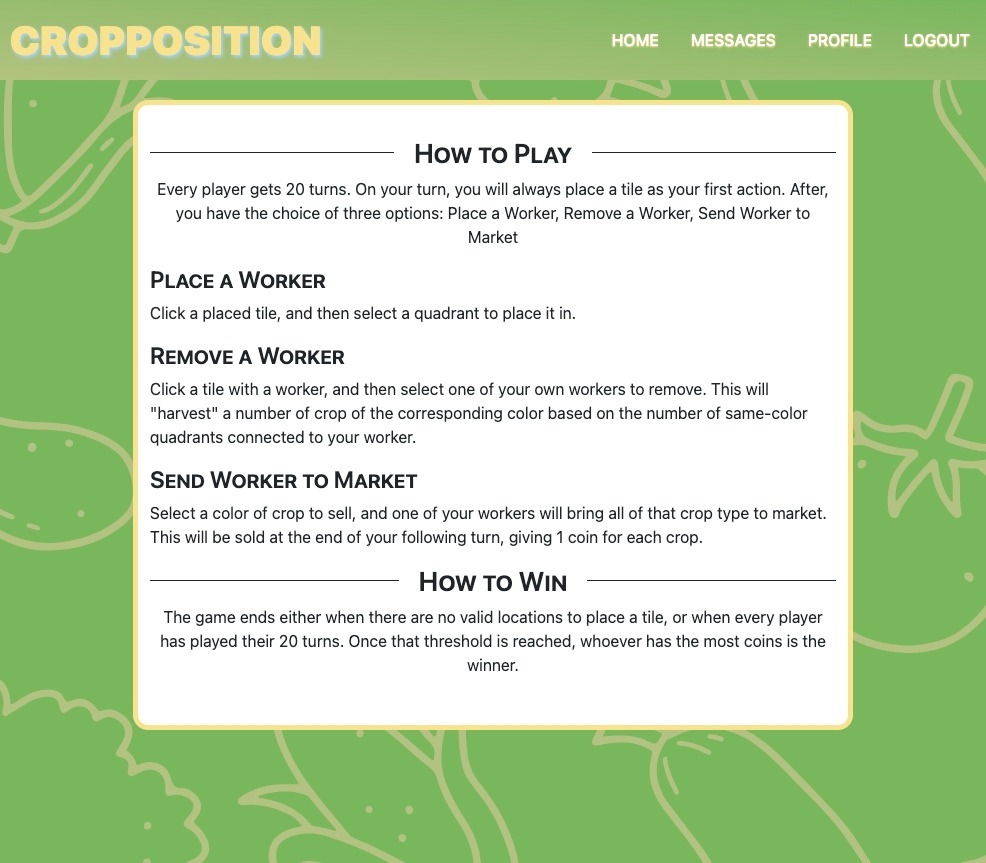 CROPPOSITION
HOME MESSAGES PROFILE LOGOUT
How to Play
Every player gets 20 turns. On your turn, you will always place a tile as your first action. After,
you have the choice of three options: Place a Worker, Remove a Worker, Send Worker to
Market
Place a Worker
Click a placed tile, and then select a quadrant to place it in.
Remove a Worker
Click a tile with a worker, and then select one of your own workers to remove. This will
"harvest" a number of crop of the corresponding color based on the number of same-color
quadrants connected to your worker.
Send Worker to Market
Select a color of crop to sell, and one of your workers will bring all of that crop type to market.
This will be sold at the end of your following turn, giving 1 coin for each crop.
How to Win
The game ends either when there are no valid locations to place a tile, or when every player
has played their 20 turns. Once that threshold is reached, whoever has the most coins is the
winner.